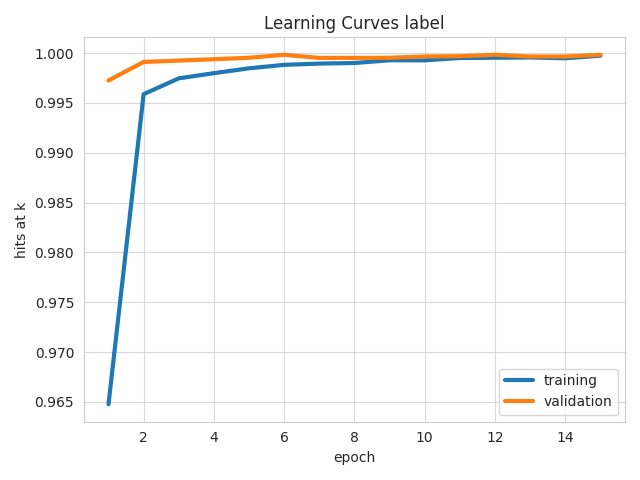 Learning Curves label
hits at k
1.000
0.995
0.990
0.985
0.980
0.975
0.970
0.965
2 4 6 8 10 12 14
epoch
training
validation